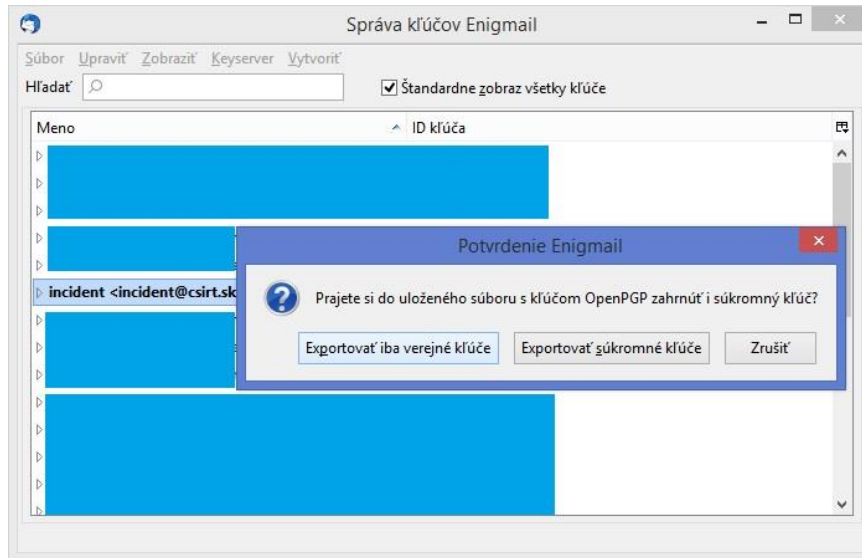 Správa kľúčov Enigmail
Súbor Upraviť Zobraziť Keyserver Vytvoriť
Hľadať
Štandardne zobraz všetky kľúče
Meno
ID kľúča
Potvrdenie Enigmail
incident <incident@csirt.sk
Prajete si do uloženého súboru s kľúčom OpenPGP zahrnúť i súkromný kľúč?
Exportovať iba verejné kľúče
Exportovať súkromné kľúče
Zrušiť